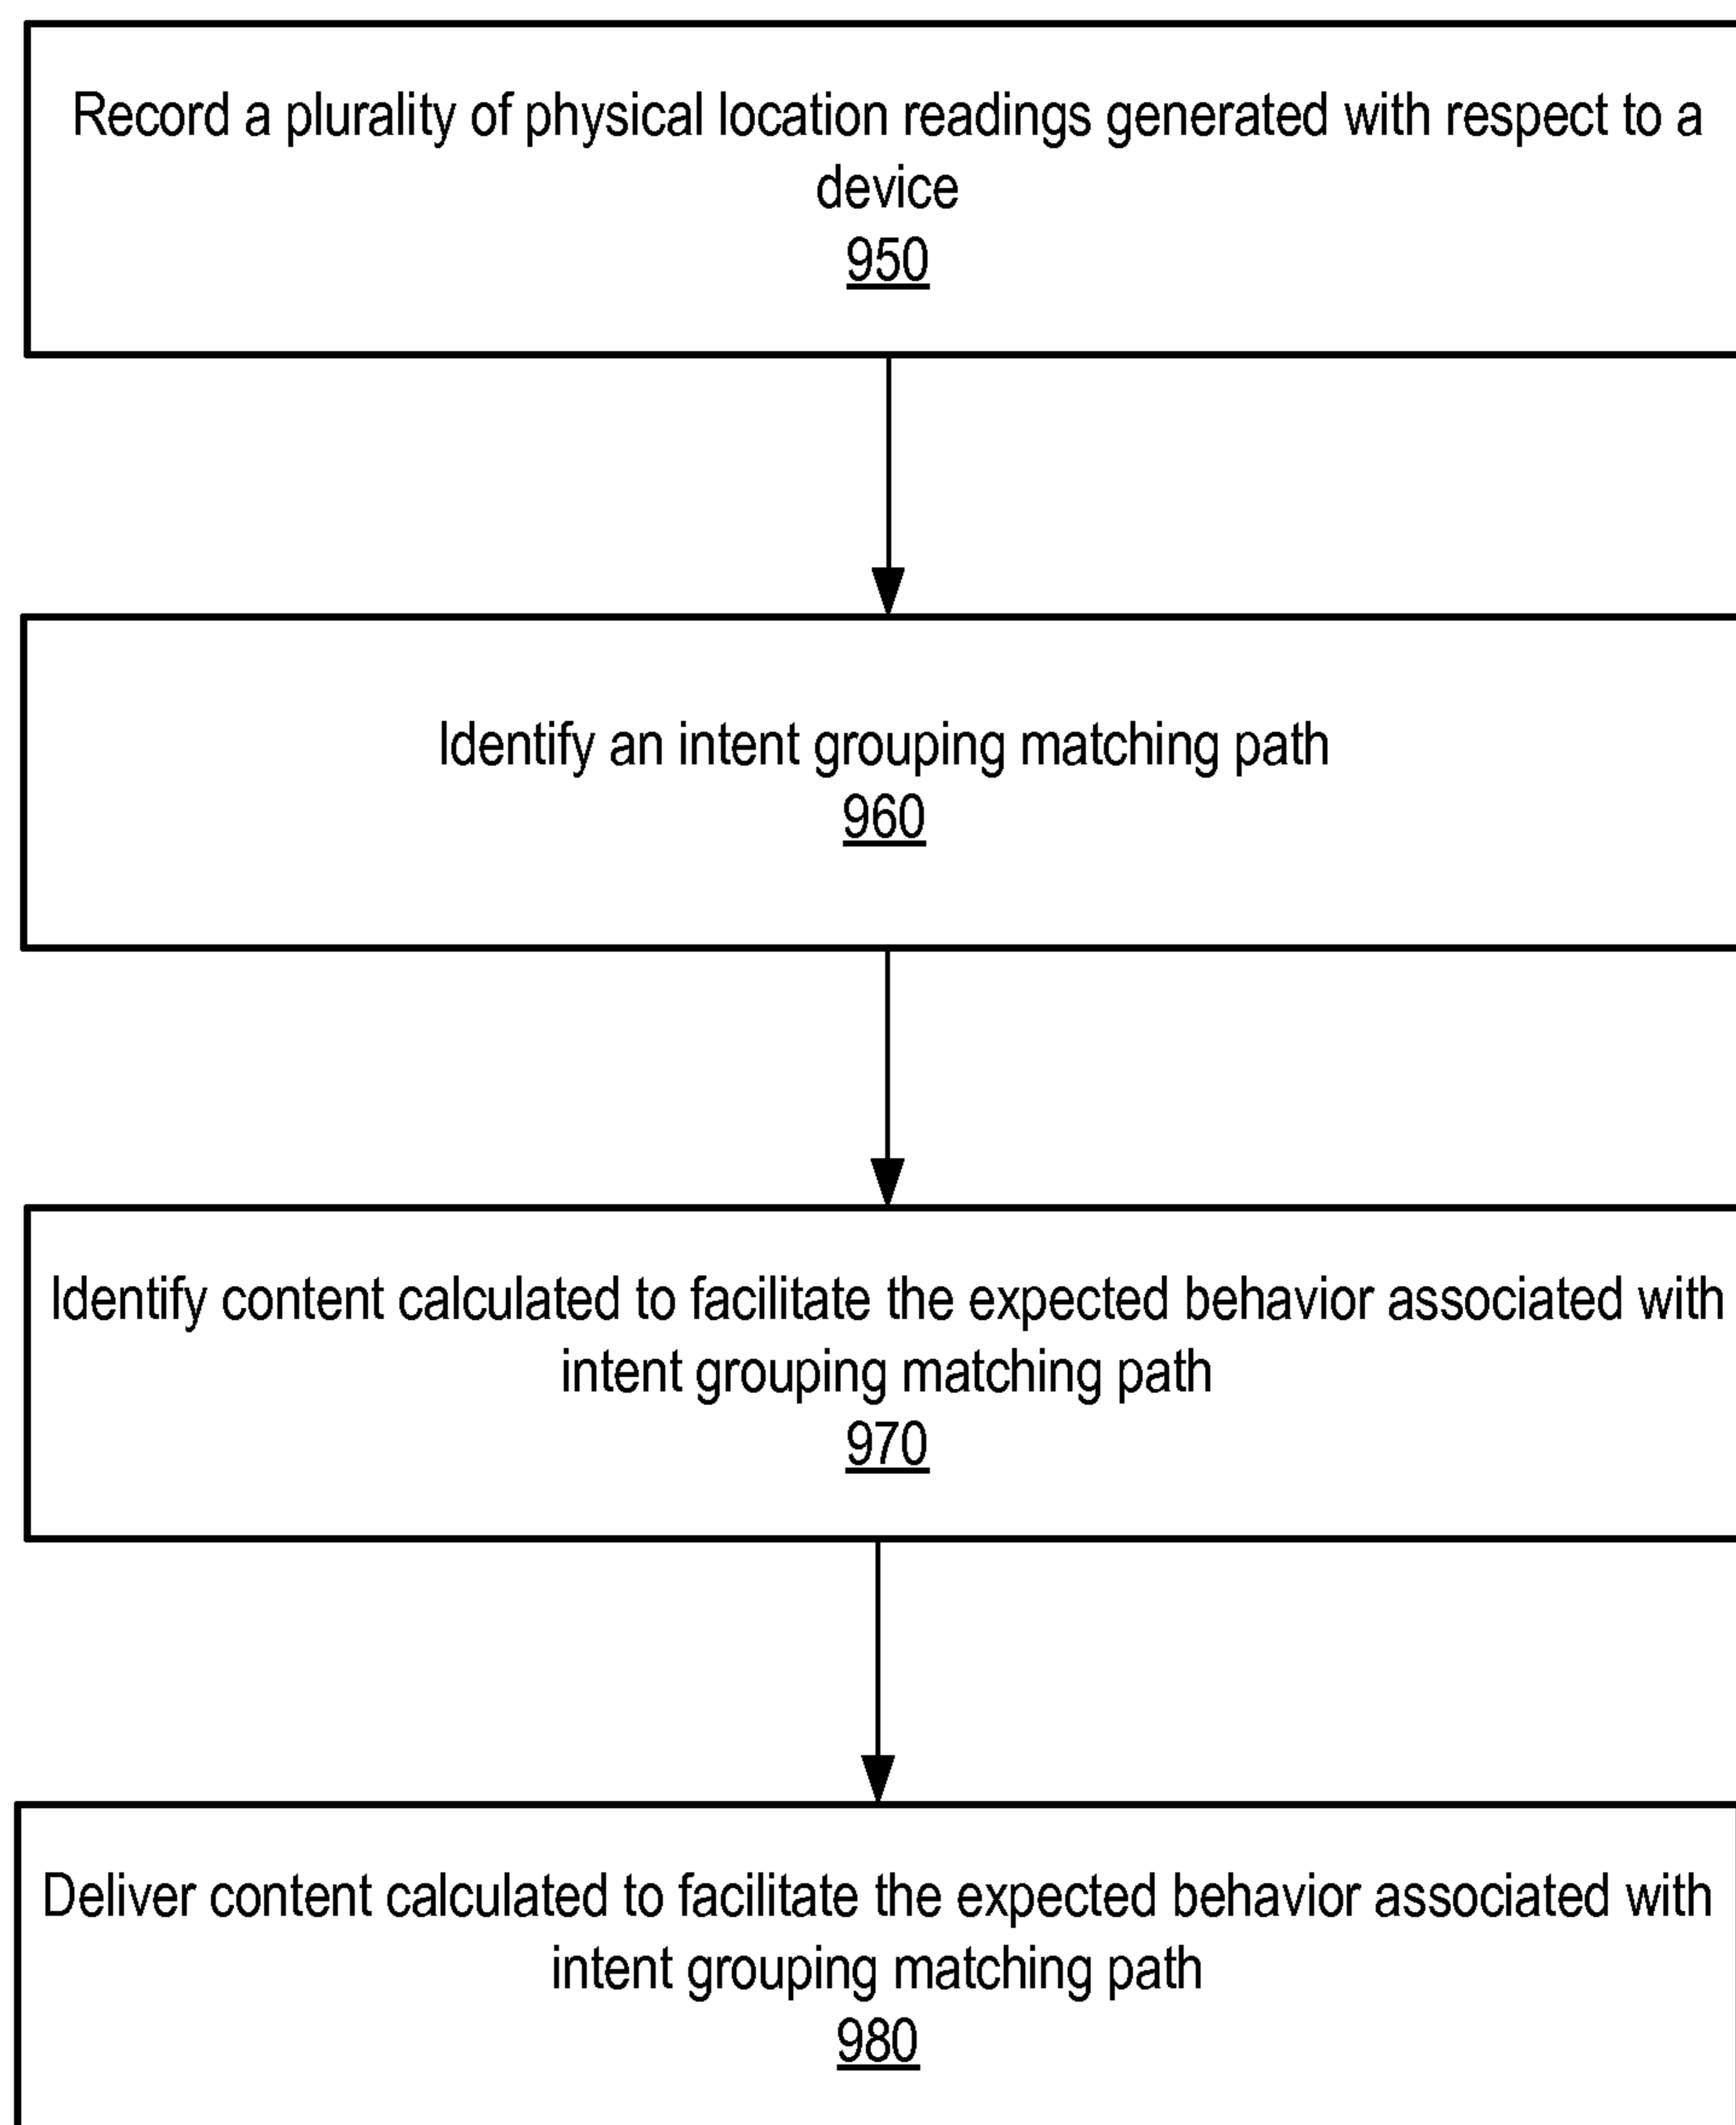 Record a plurality of physical location readings generated with respect to a
device
950
Identify an intent grouping matching path
960
Identify content calculated to facilitate the expected behavior associated with
intent grouping matching path
970
Deliver content calculated to facilitate the expected behavior associated with
intent grouping matching path
980